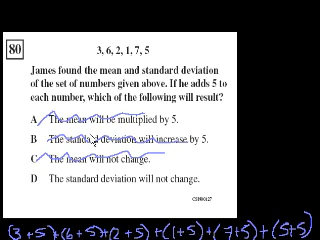 80
3, 6, 2, 1, 7, 5
James found the mean and standard deviation
of the set of numbers given above. If he adds 5 to
each number, which of the following will result?
A The mean will be multiplied by 5.
B The standard deviation will increase by 5.
C The mean will not change.
D The standard deviation will not change.
CSP00127
(3+5)+(6+5)+(2+5)+(1+5)+(7+5)+(5+5)